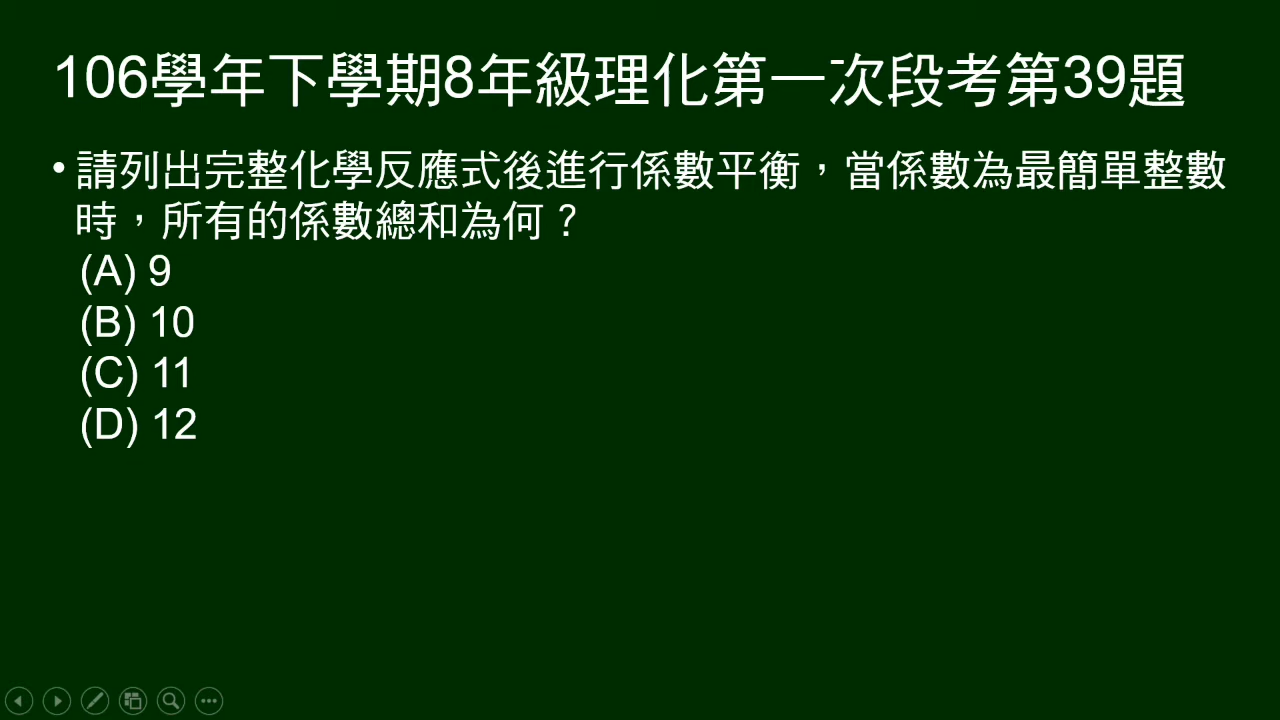 106學年下學期8年級理化第一次段考第39題
•請列出完整化學反應式後進行係數平衡，當係數為最簡單整數
時，所有的係數總和為何？
(A) 9
(B) 10
(C) 11
(D) 12